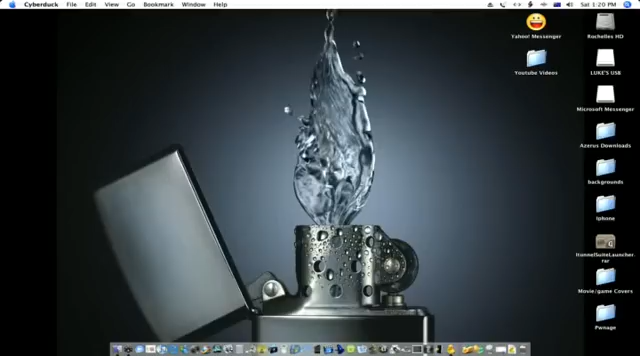 Cyberduck File Edit View Go Bookmark Window Help Sat 1:20 PM
Yahoo! Messenger
Rochelles HD
Youtube Videos
LUKE'S USB
Microsoft Messenger
Azerus Downloads
backgrounds
Iphone
Movie/game Covers
Pwnage